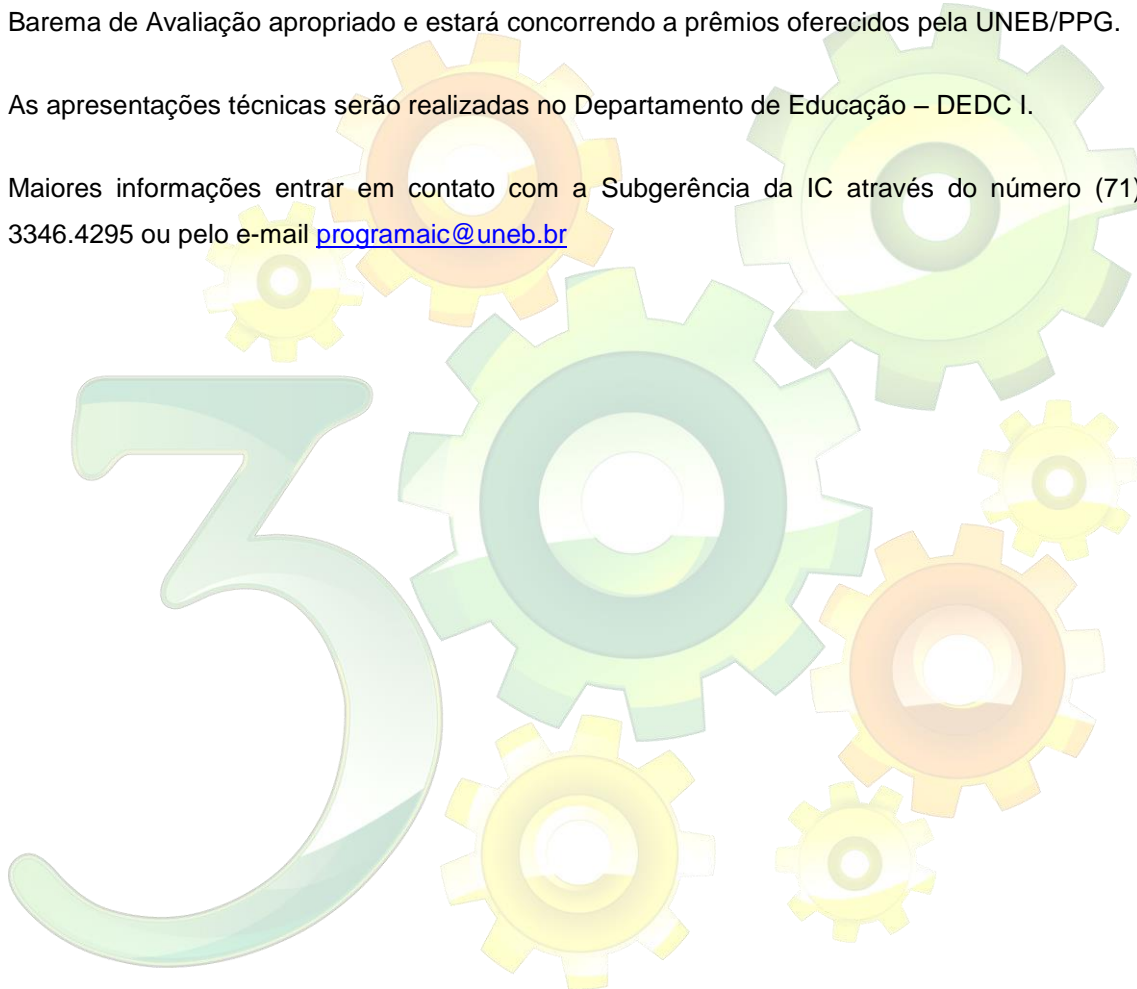 Barema de Avaliação apropriado e estará concorrendo a prêmios oferecidos pela UNEB/PPG.
As apresentações técnicas serão realizadas no Departamento de Educação – DEDC I.
Maiores informações entrar em contato com a Subgerência da IC através do número (71)
3346.4295 ou pelo e-mail programaic@uneb.br
3